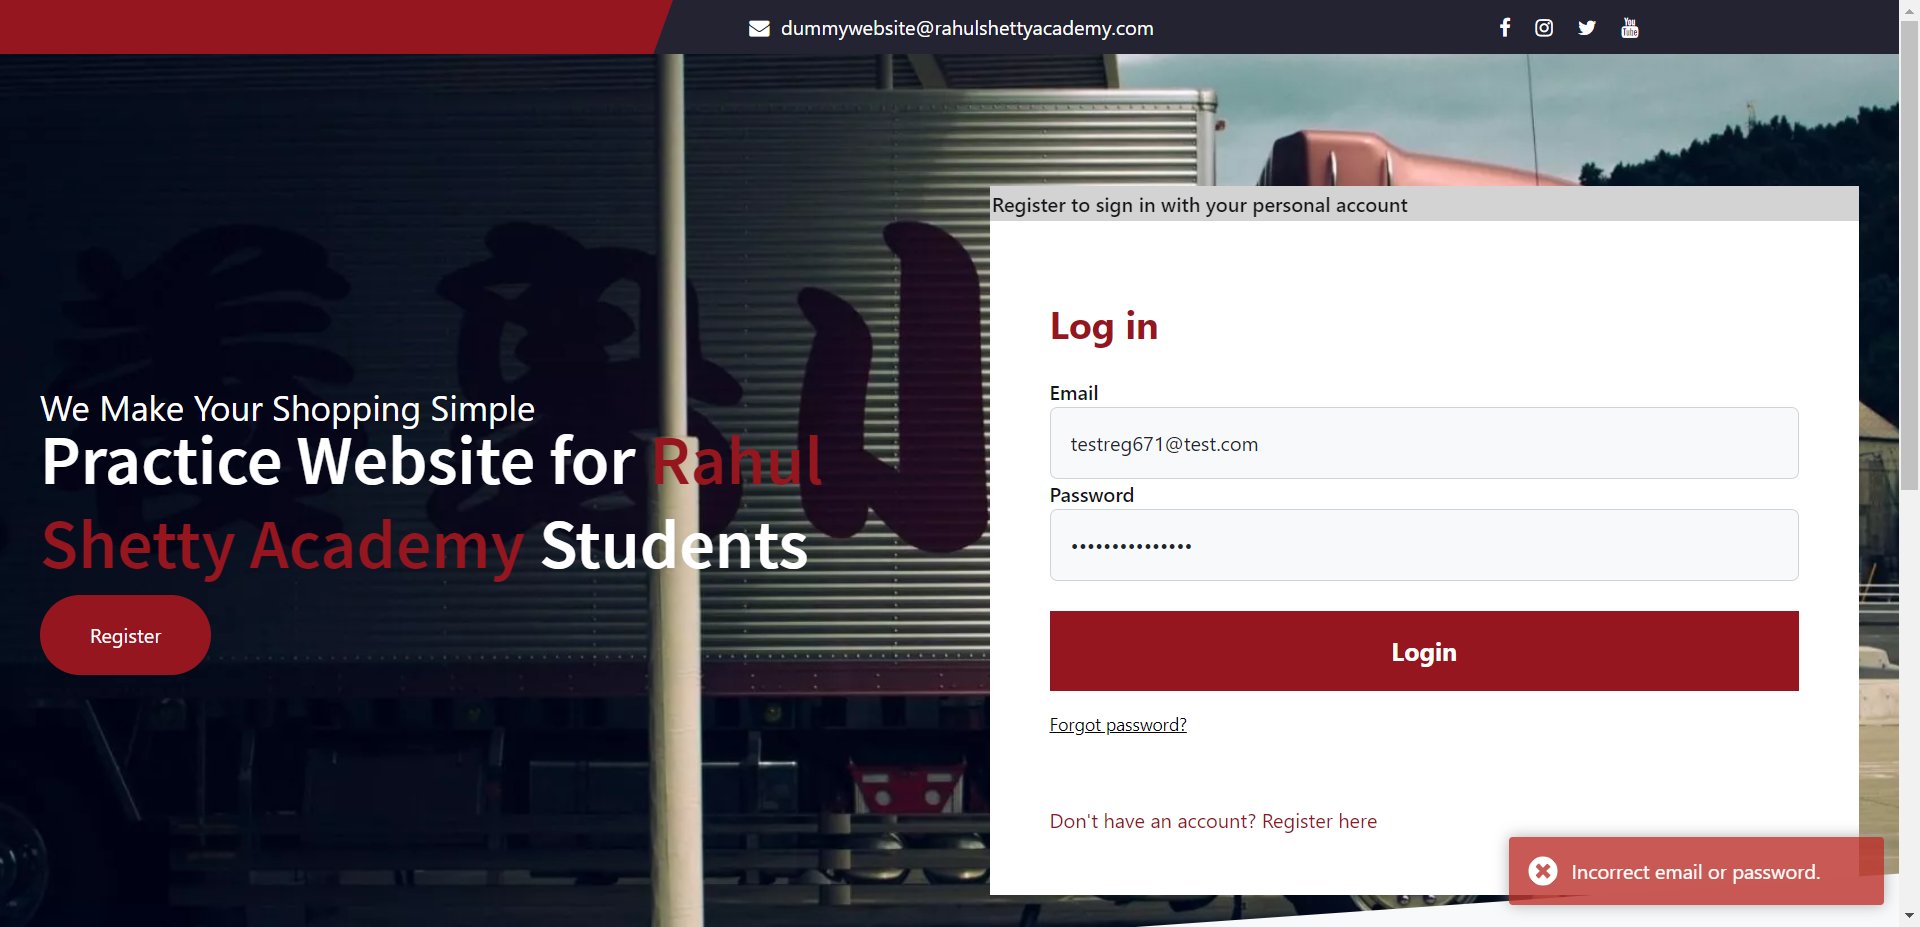 dummywebsite@rahulshettyacademy.com
Register to sign in with your personal account
We Make Your Shopping Simple
Practice Website for Rahul
Shetty Academy Students
Register
Log in
Email
testreg671@test.com
Password
•••••••••••••••
Login
Forgot password?
Don't have an account? Register here
Incorrect email or password.